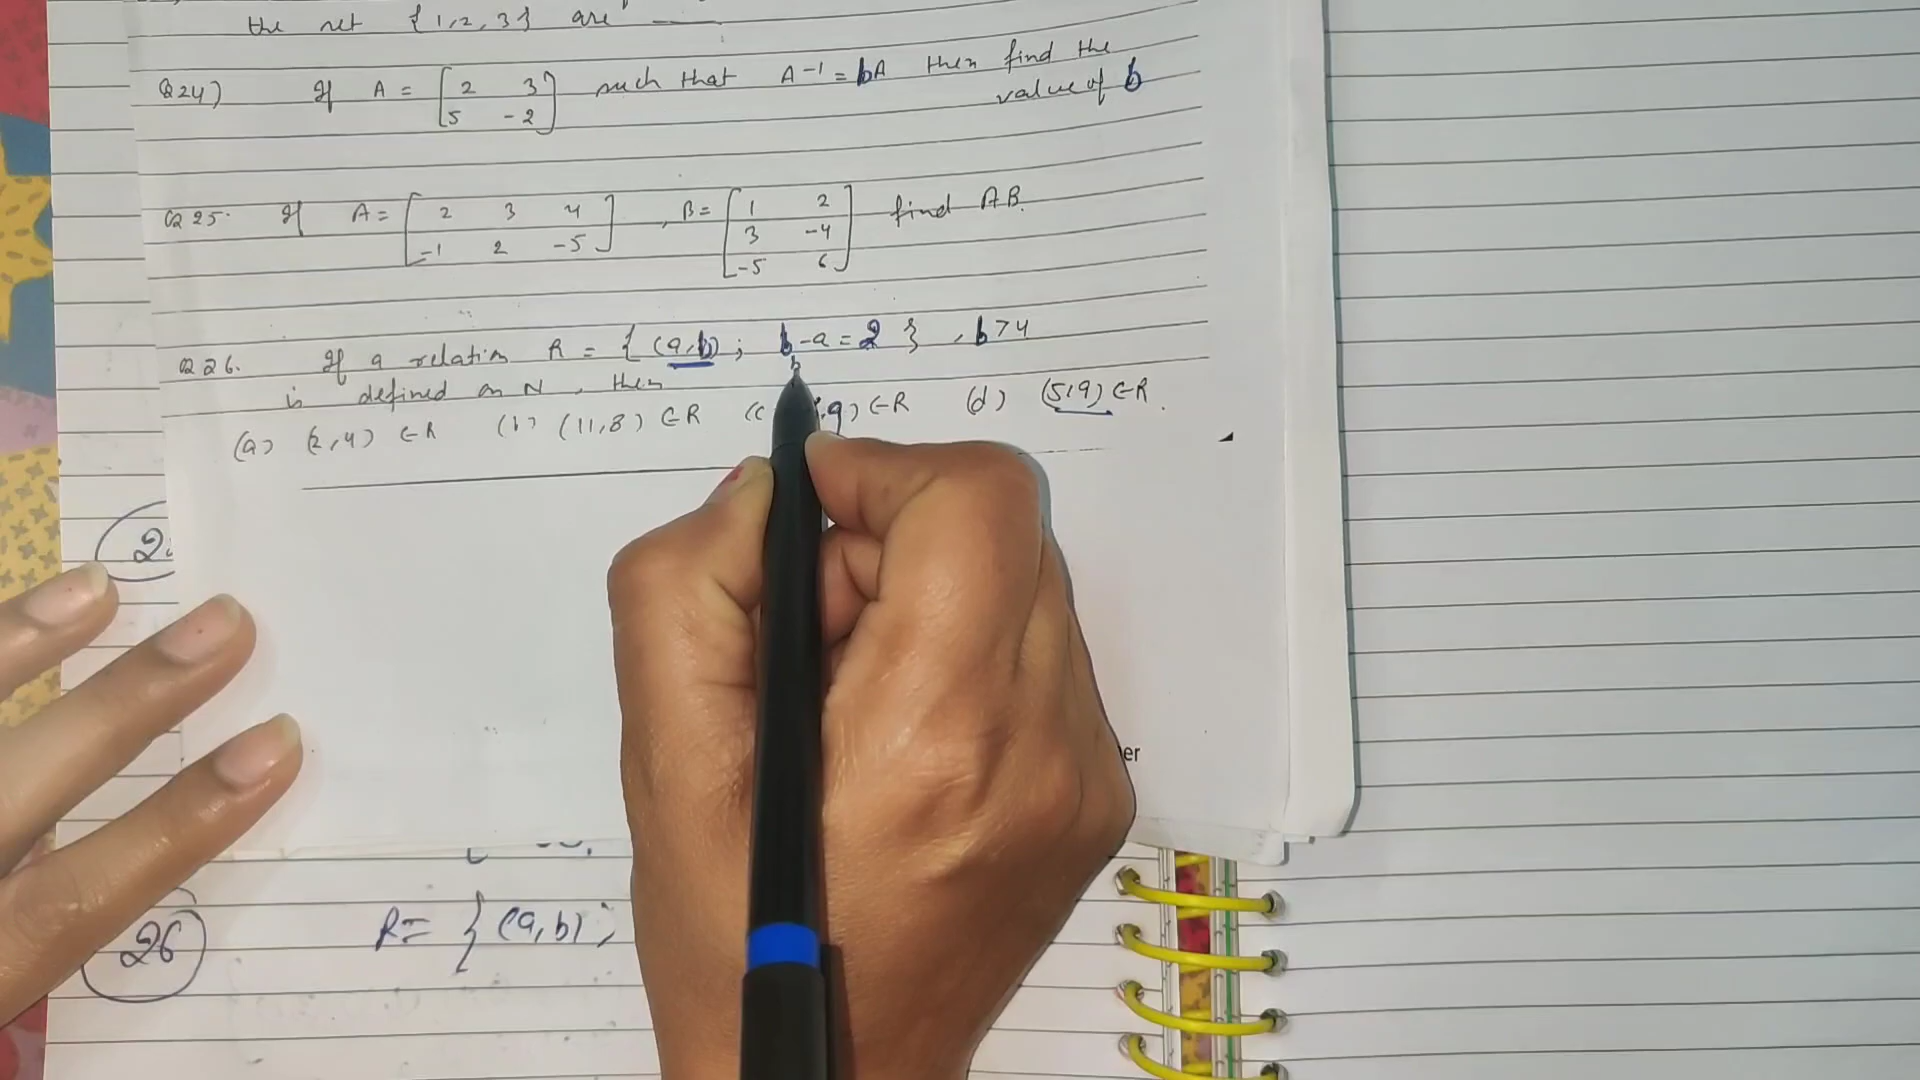 the set {1,2,3} are
Q24) If A = [2 3 5 -2] such that A⁻¹ = bA then find the
value of b
Q25. If A = [2 3 4 -1 2 -5] , B = [1 2 3 -4 -5 6] find AB.
Q26. If a relation R = { (a,b) ; b-a = 2 } , b>4
is defined on N, then
(a) (2,4) ∈ R (b) (11,8) ∈ R (c ,9) ∈ R (d) (5,9) ∈ R.
er
26 R= {(a,b);